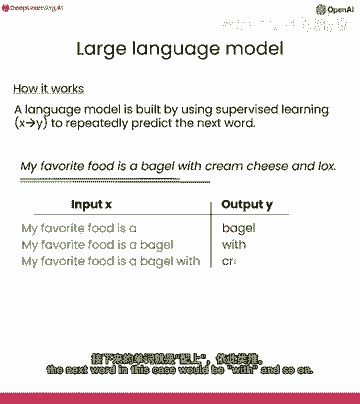 DeepLearning.AI
OpenAI
Large language model
How it works
A language model is built by using supervised learning
(x→y) to repeatedly predict the next word.
My favorite food is a bagel with cream cheese and lox.
Input x Output y
My favorite food is a bagel
My favorite food is a bagel with
My favorite food is a bagel with cr
接下来的单词就是"配上"，依此类推。
the next word in this case would be "with" and so on.